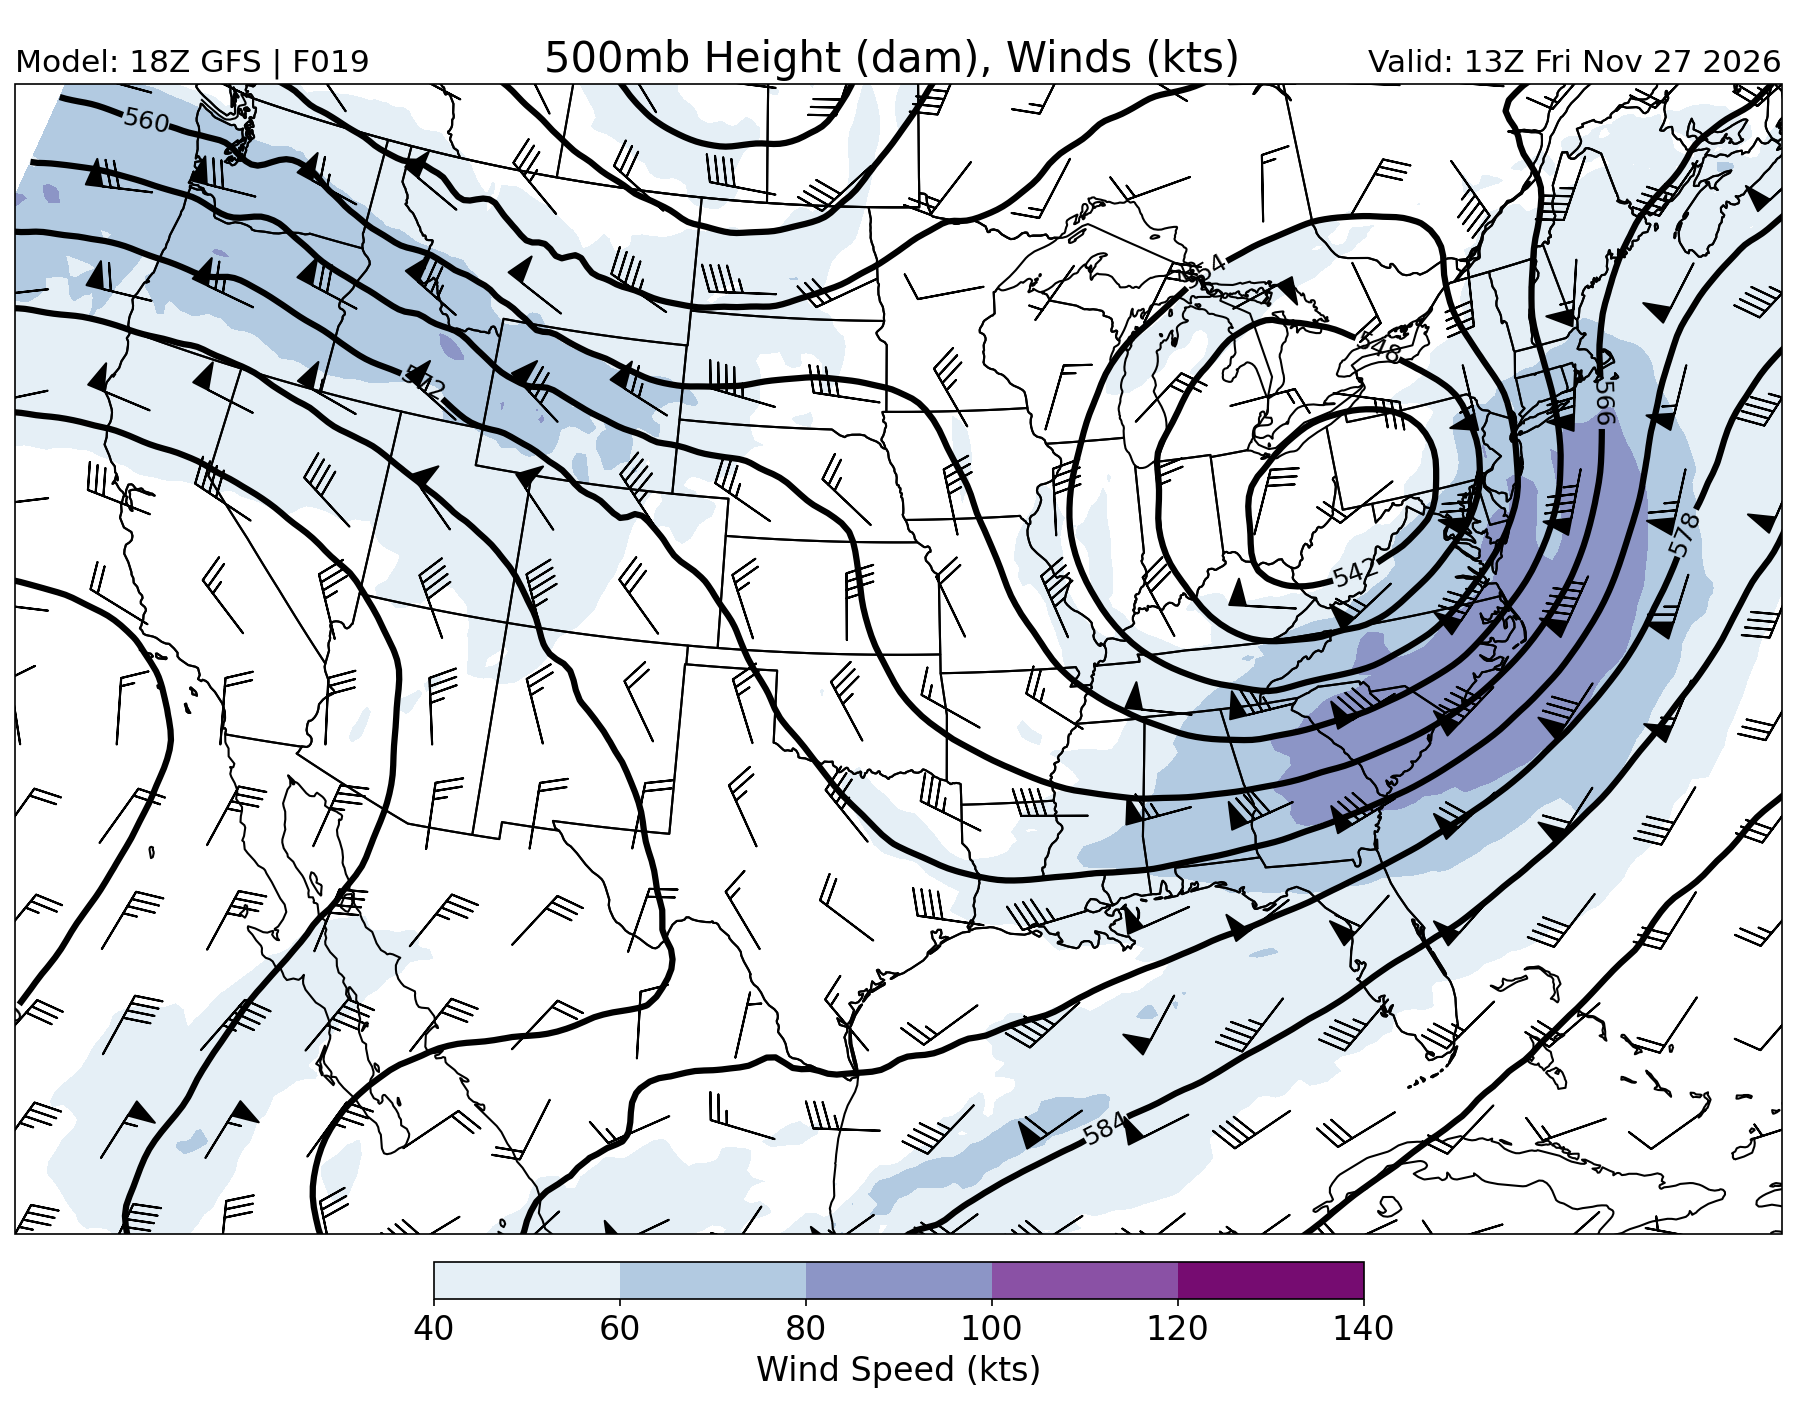 Model: 18Z GFS | F019
500mb Height (dam), Winds (kts)
Valid: 13Z Fri Nov 27 2026
560
554
548
572
566
578
542
584
40 60 80 100 120 140
Wind Speed (kts)